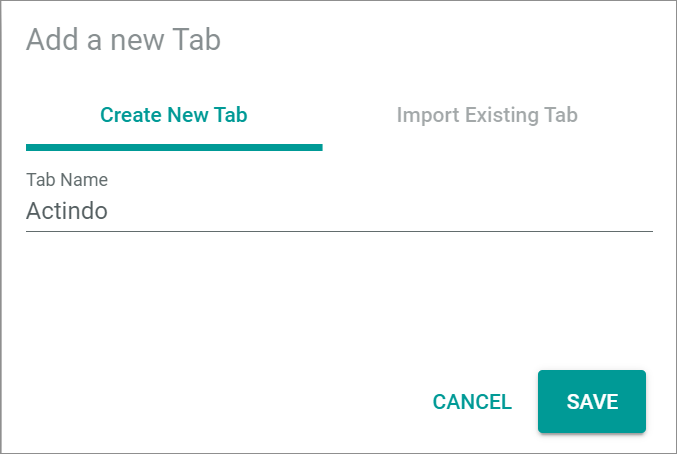 Add a new Tab
Create New Tab
Import Existing Tab
Tab Name
Actindo
CANCEL
SAVE